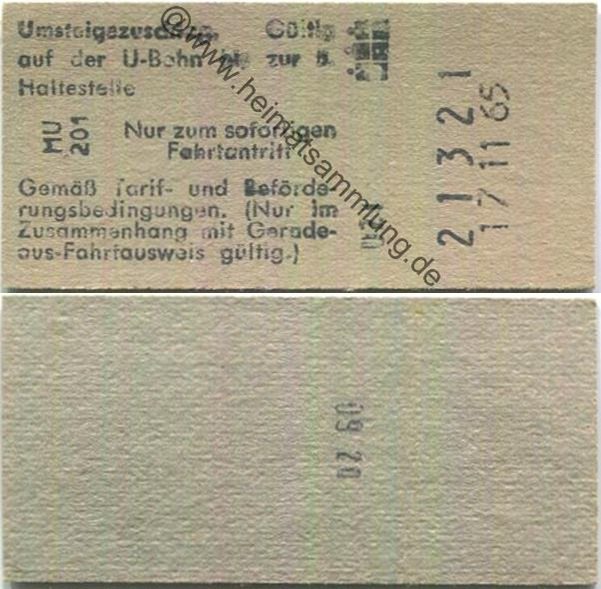 Umsteigezuschlag. Gültig
auf der U-Bahn bis zur 5.
Haltestelle
MU
201
Nur zum sofortigen
Fahrtantritt
Gemäß Tarif- und Beförde-
rungsbedingungen. (Nur im
Zusammenhang mit Gerade-
aus-Fahrtausweis gültig.)
21321
17 11 65
@www.heimatsammlung.de
09 20